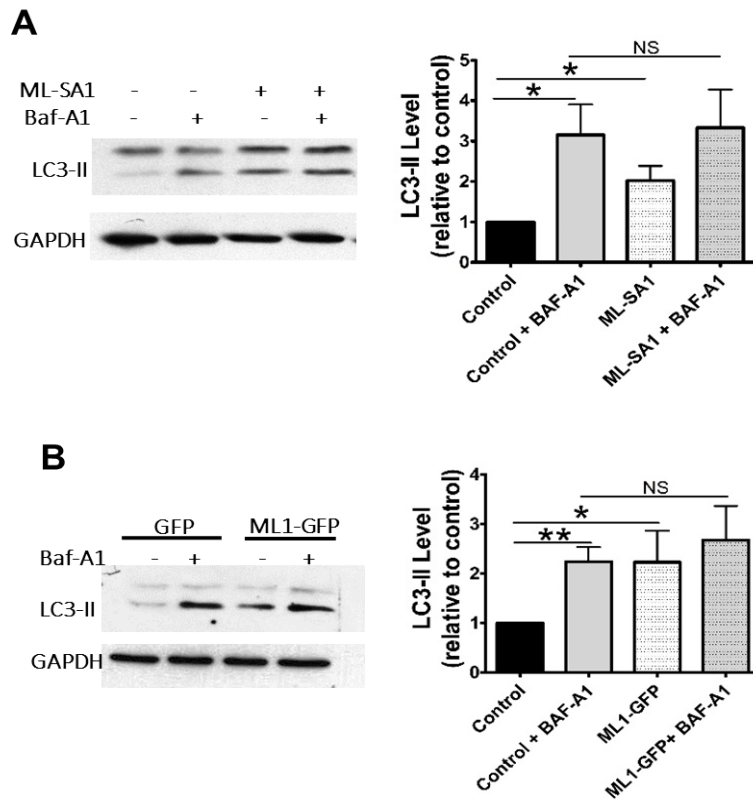 A
ML-SA1 - - + +
Baf-A1 - + - +
LC3-II
GAPDH
LC3-II Level
(relative to control)
5
4
3
2
1
0
NS
*
*
Control
Control + BAF-A1
ML-SA1
ML-SA1 + BAF-A1
B
GFP ML1-GFP
Baf-A1 - + - +
LC3-II
GAPDH
LC3-II Level
(relative to control)
4
3
2
1
0
NS
*
**
Control
Control + BAF-A1
ML1-GFP
ML1-GFP+ BAF-A1